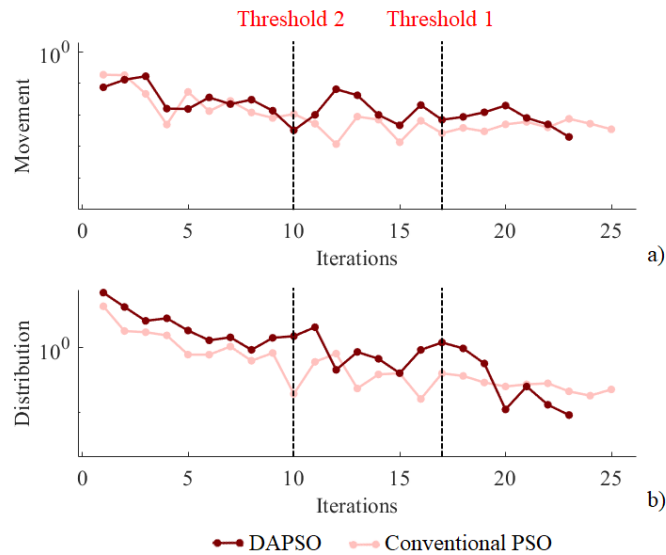 Threshold 2 Threshold 1
10^0
Movement
0 5 10 15 20 25
Iterations
a)
10^0
Distribution
0 5 10 15 20 25
Iterations
b)
DAPSO Conventional PSO